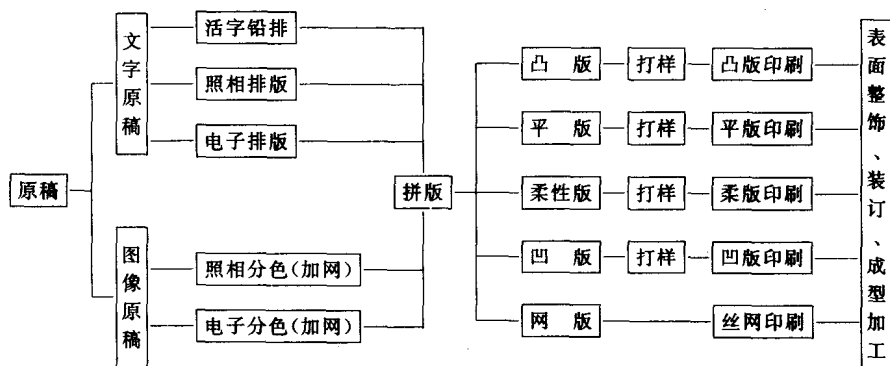 原稿
文字原稿
图像原稿
活字铅排
照相排版
电子排版
照相分色(加网)
电子分色(加网)
拼版
凸 版 打样 凸版印刷
平 版 打样 平版印刷
柔性版 打样 柔版印刷
凹 版 打样 凹版印刷
网 版 丝网印刷
表面整饰、装订、成型加工